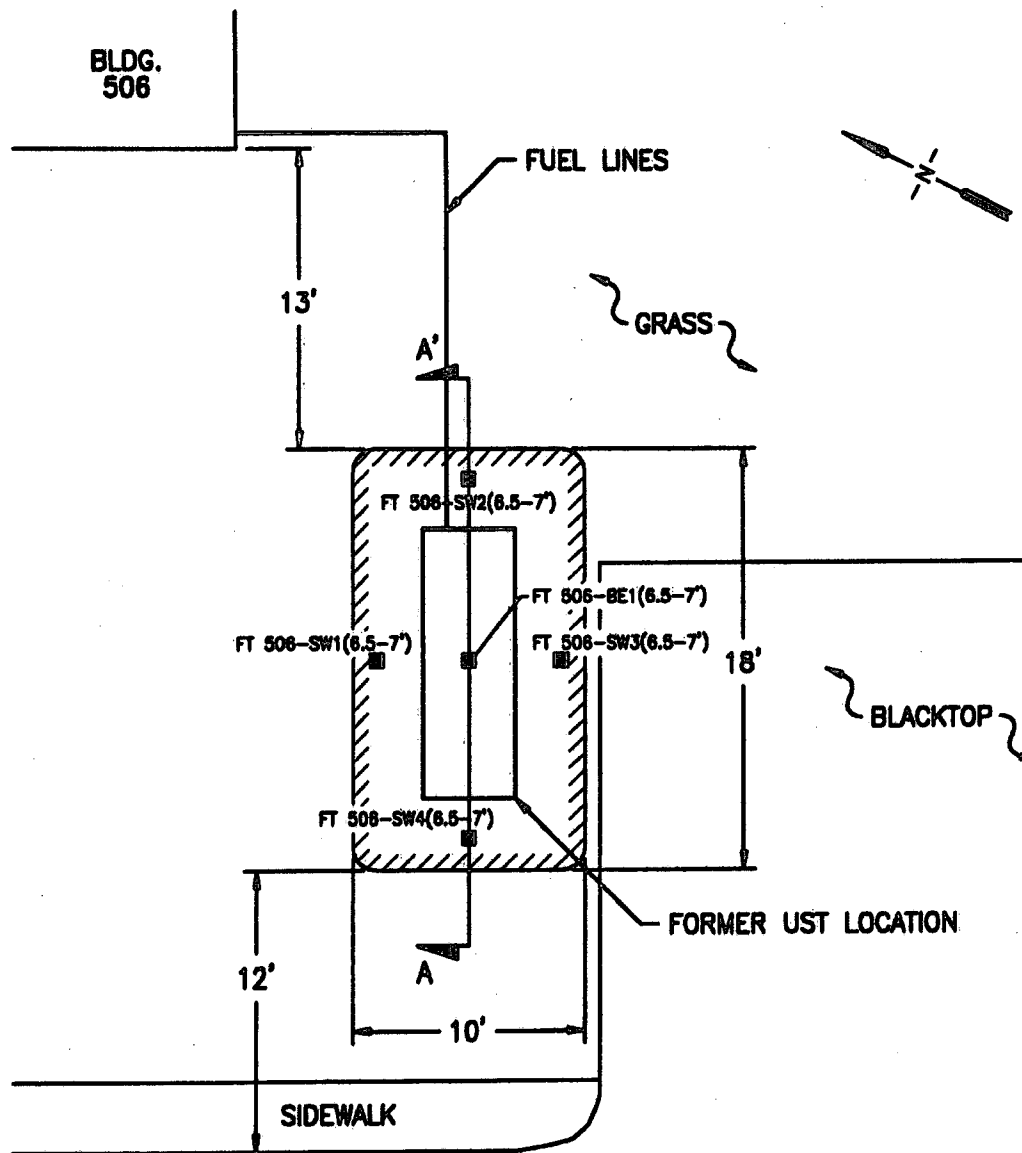 BLDG.
506
FUEL LINES
N
13'
GRASS
A'
FT 506-SW2(6.5-7')
FT 506-BE1(6.5-7')
FT 506-SW1(6.5-7')
FT 506-SW3(6.5-7')
18'
BLACKTOP
FT 506-SW4(6.5-7')
FORMER UST LOCATION
A
12'
10'
SIDEWALK